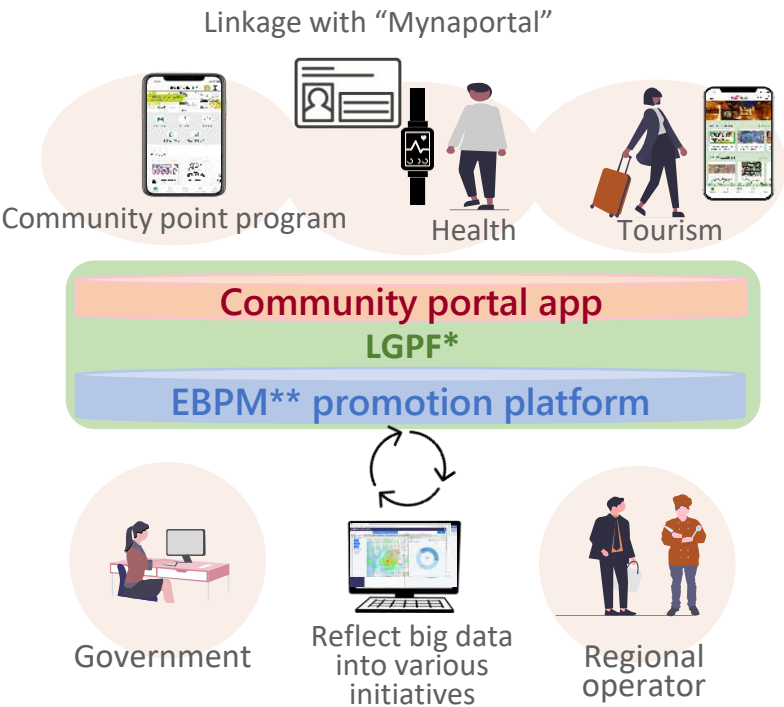 Linkage with “Mynaportal”
Community point program
Health
Tourism
Community portal app
LGPF*
EBPM** promotion platform
Government
Reflect big data
into various
initiatives
Regional
operator